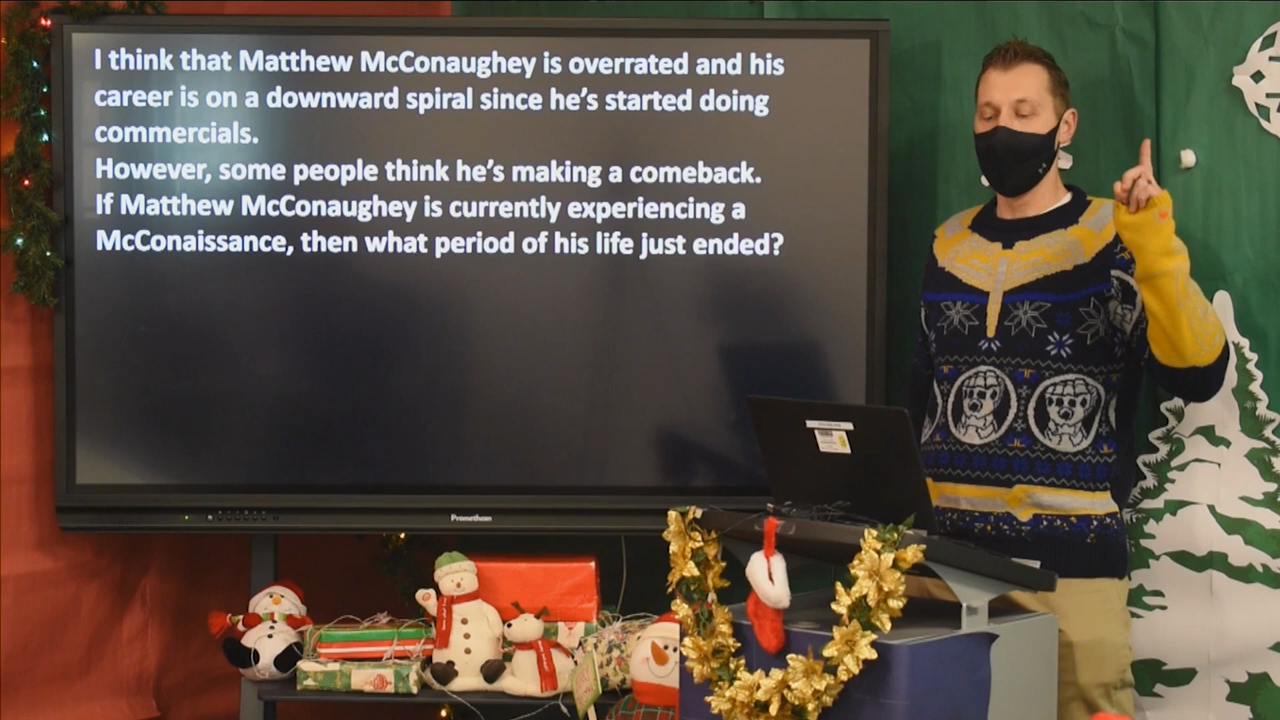 I think that Matthew McConaughey is overrated and his
career is on a downward spiral since he’s started doing
commercials.
However, some people think he’s making a comeback.
If Matthew McConaughey is currently experiencing a
McConaissance, then what period of his life just ended?
Promethean